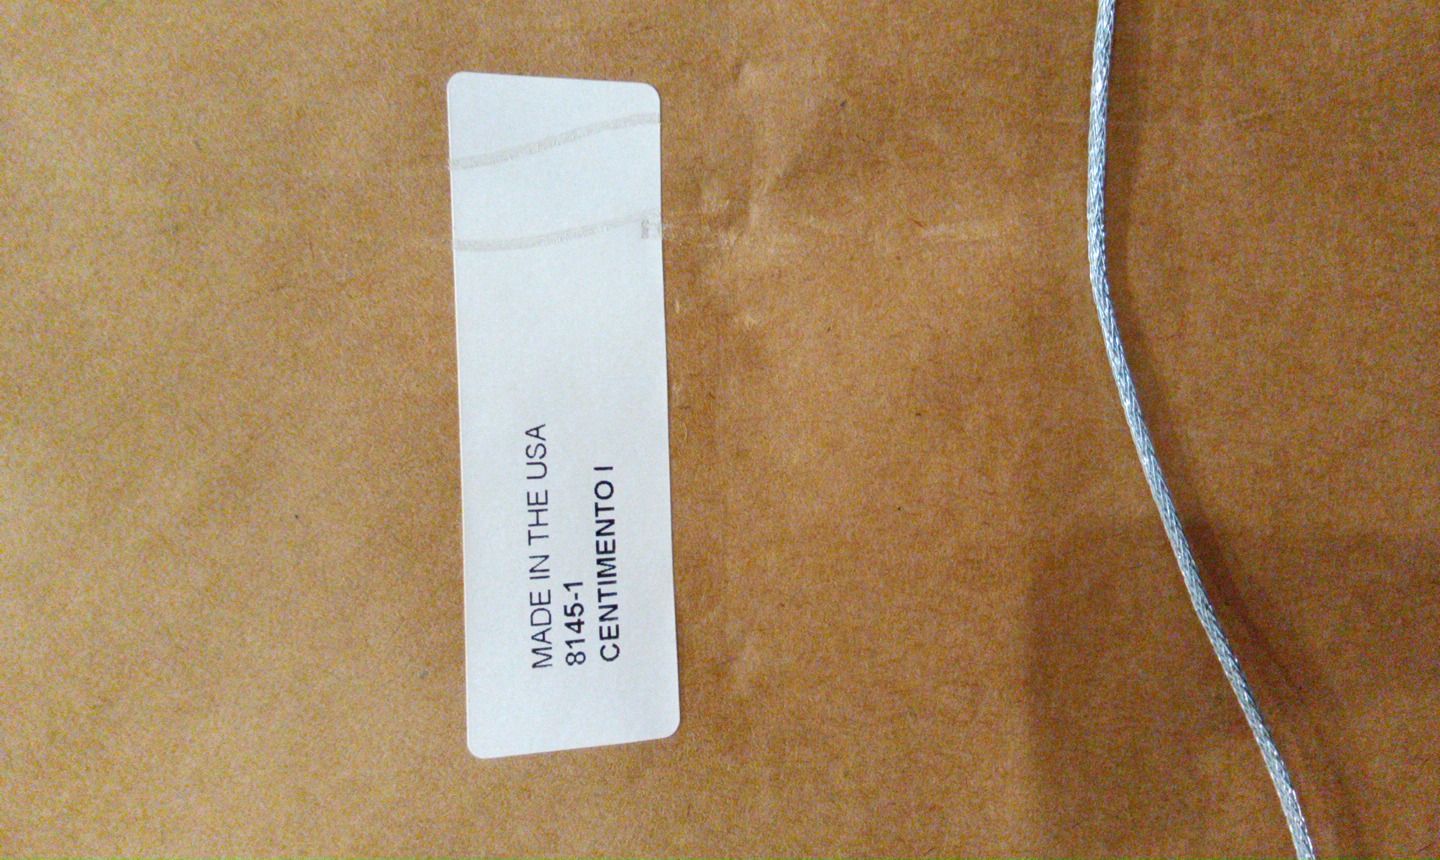 MADE IN THE USA
8145-1
CENTIMENTO I